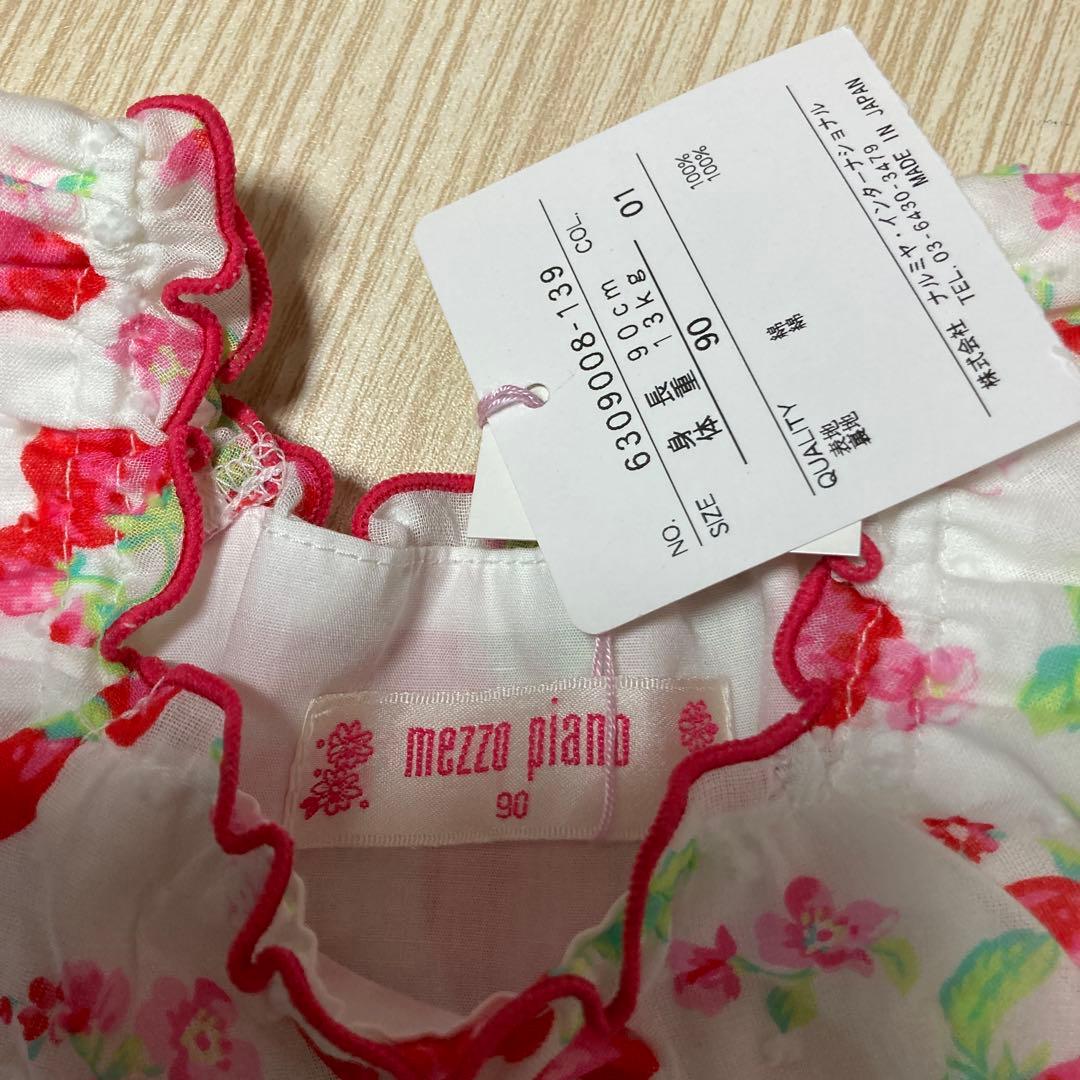 NO. 6309008-139 COL. 01
SIZE 身長 90cm
体重 13kg
90
QUALITY
表地 綿 100%
裏地 綿 100%
株式会社 ナルミヤ・インターナショナル
TEL. 03-6430-3479
MADE IN JAPAN
mezzo piano
90